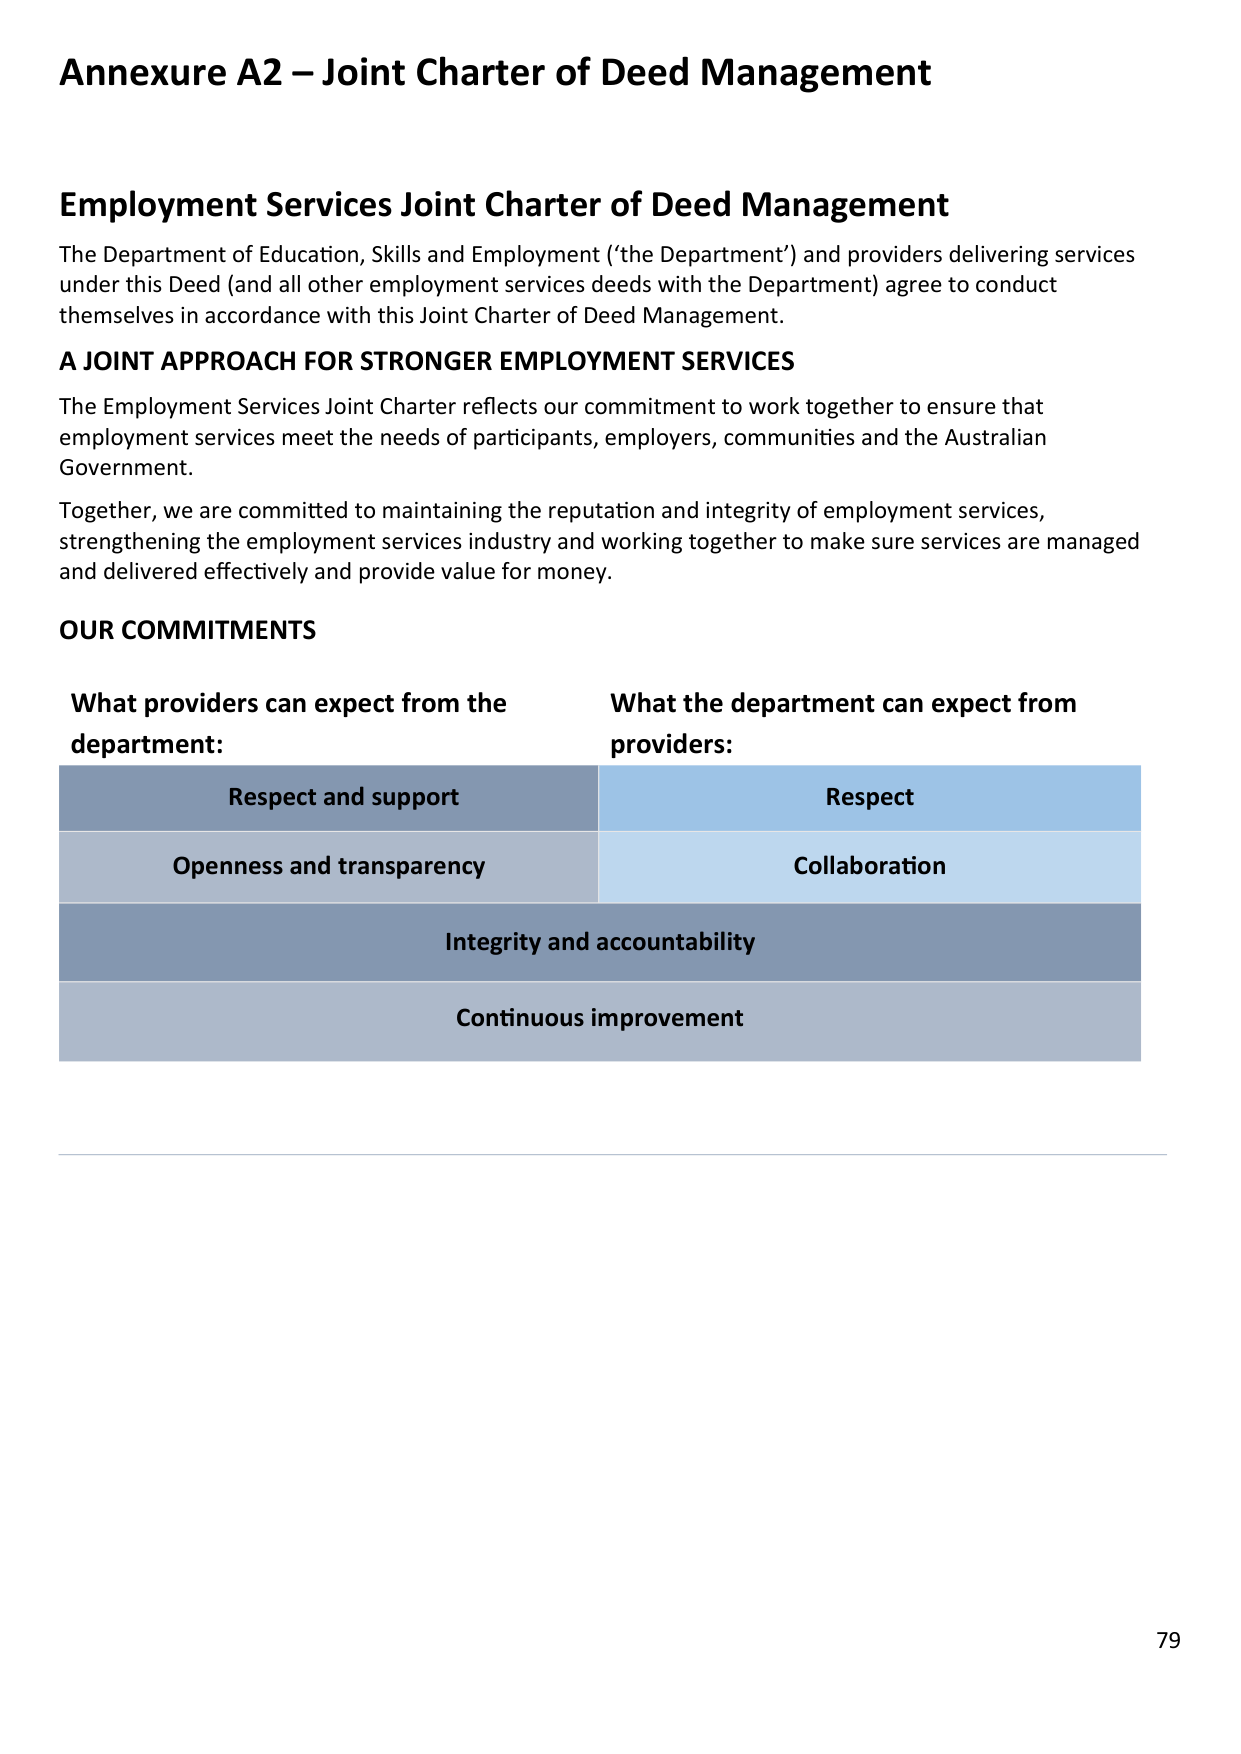 Annexure A2 – Joint Charter of Deed Management
Employment Services Joint Charter of Deed Management
The Department of Education, Skills and Employment (‘the Department’) and providers delivering services
under this Deed (and all other employment services deeds with the Department) agree to conduct
themselves in accordance with this Joint Charter of Deed Management.
A JOINT APPROACH FOR STRONGER EMPLOYMENT SERVICES
The Employment Services Joint Charter reflects our commitment to work together to ensure that
employment services meet the needs of participants, employers, communities and the Australian
Government.
Together, we are committed to maintaining the reputation and integrity of employment services,
strengthening the employment services industry and working together to make sure services are managed
and delivered effectively and provide value for money.
OUR COMMITMENTS
What providers can expect from the
department:
What the department can expect from
providers:
Respect and support
Respect
Openness and transparency
Collaboration
Integrity and accountability
Continuous improvement
79